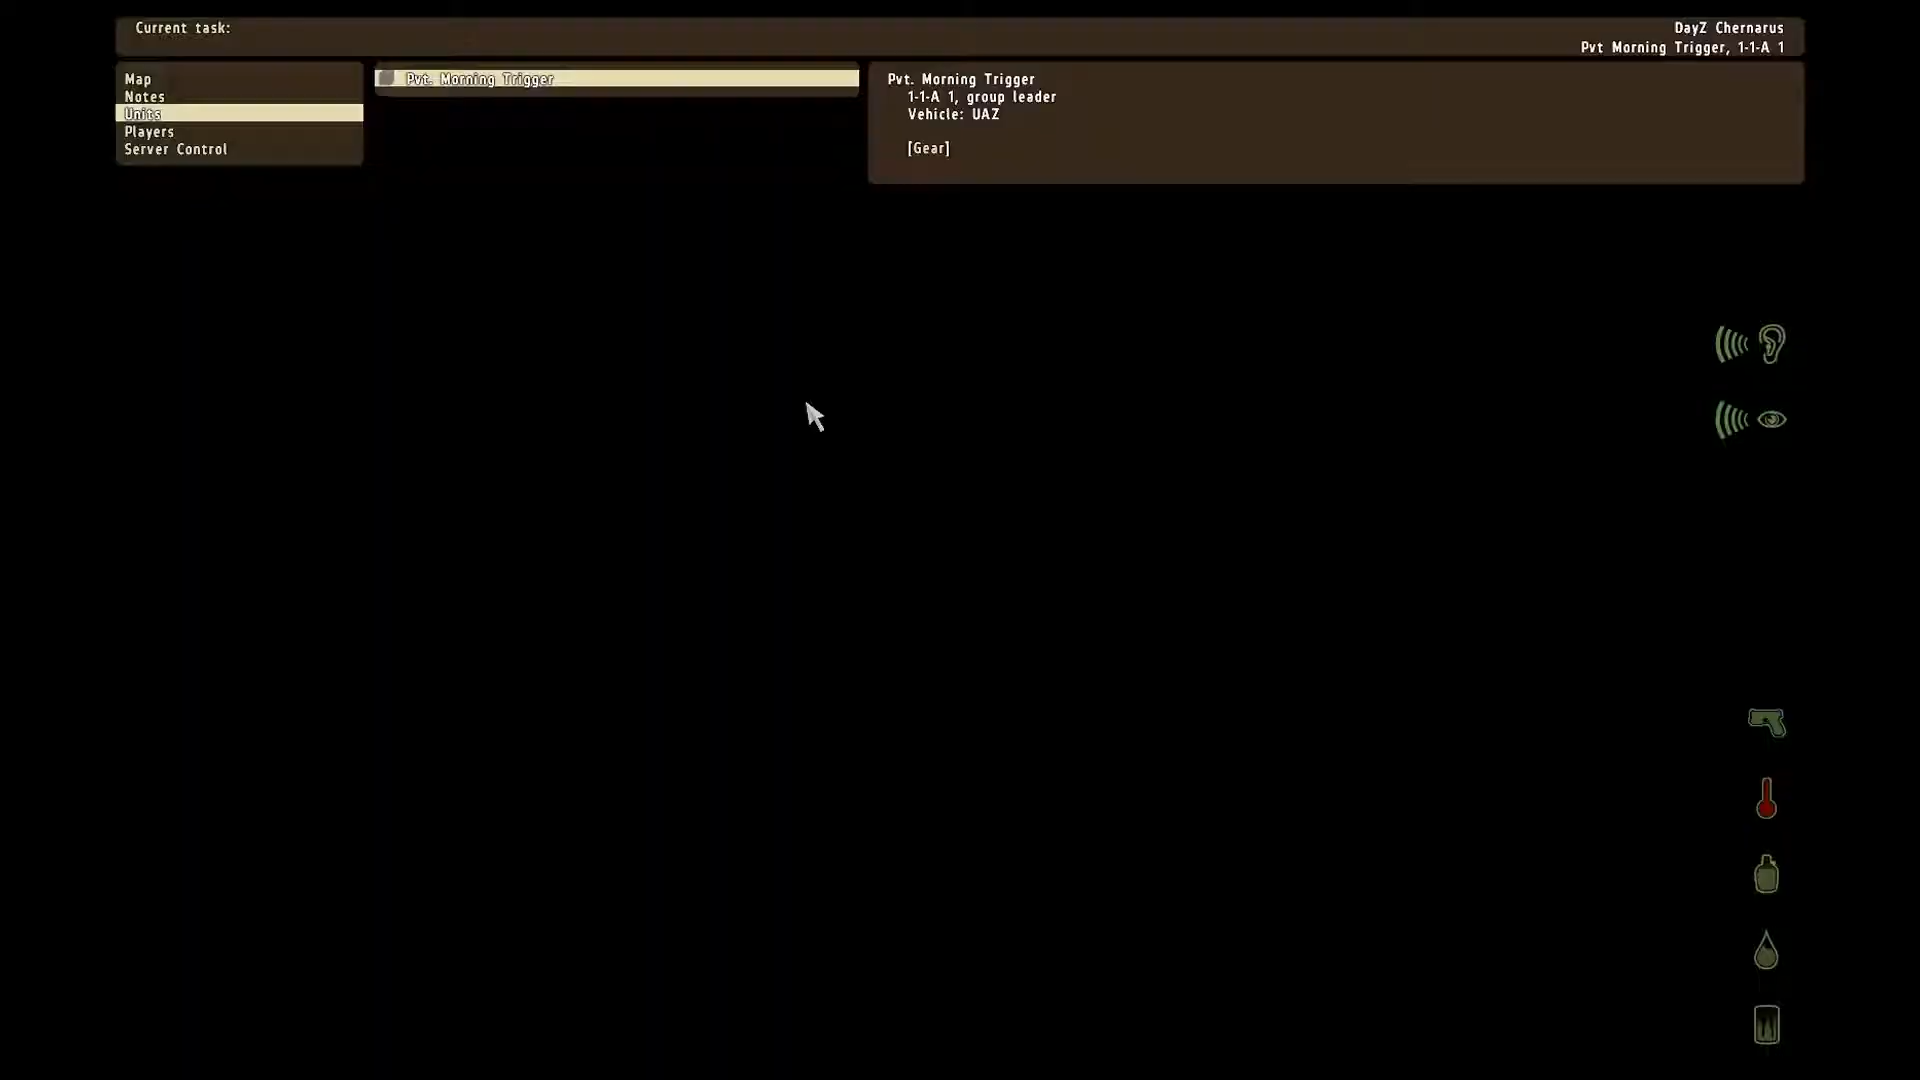 Current task:
DayZ Chernarus
Pvt Morning Trigger, 1-1-A 1
Map
Notes
Units
Players
Server Control
Pvt. Morning Trigger
Pvt. Morning Trigger
1-1-A 1, group leader
Vehicle: UAZ
[Gear]